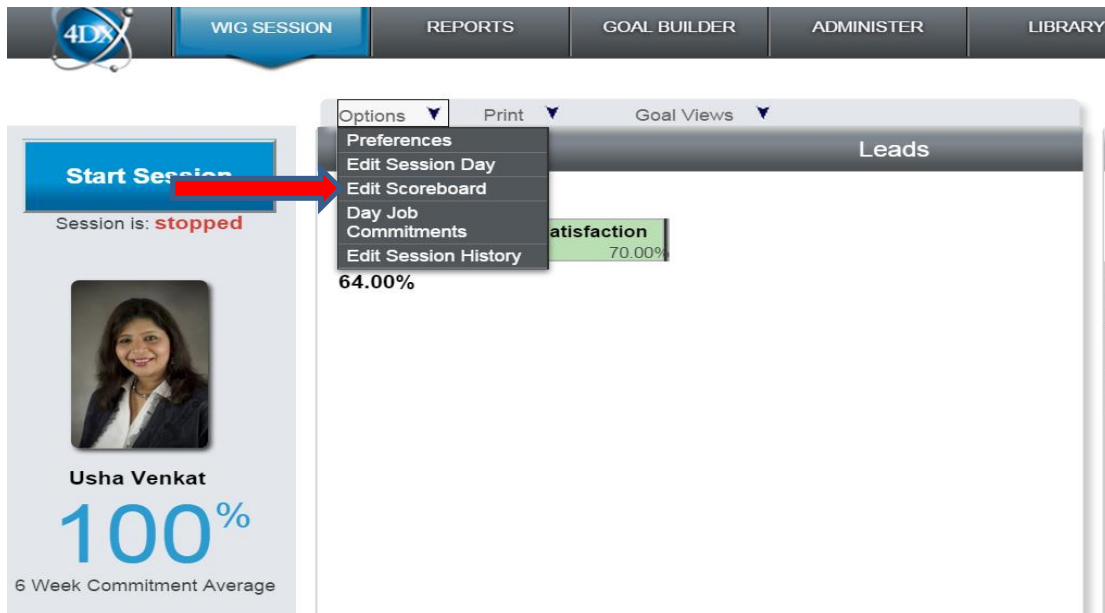 4DX
WIG SESSION
REPORTS
GOAL BUILDER
ADMINISTER
LIBRARY
Options
Print
Goal Views
Preferences
Edit Session Day
Edit Scoreboard
Day Job
Commitments
Edit Session History
Leads
atisfaction
70.00%
64.00%
Start Session
Session is: stopped
Usha Venkat
100%
6 Week Commitment Average